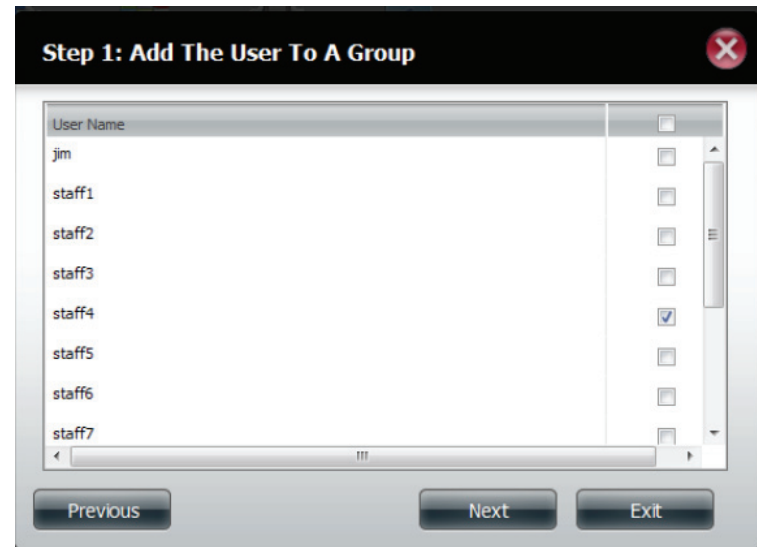 Step 1: Add The User To A Group
User Name
jim
staff1
staff2
staff3
staff4
staff5
staff6
staff7
Previous Next Exit